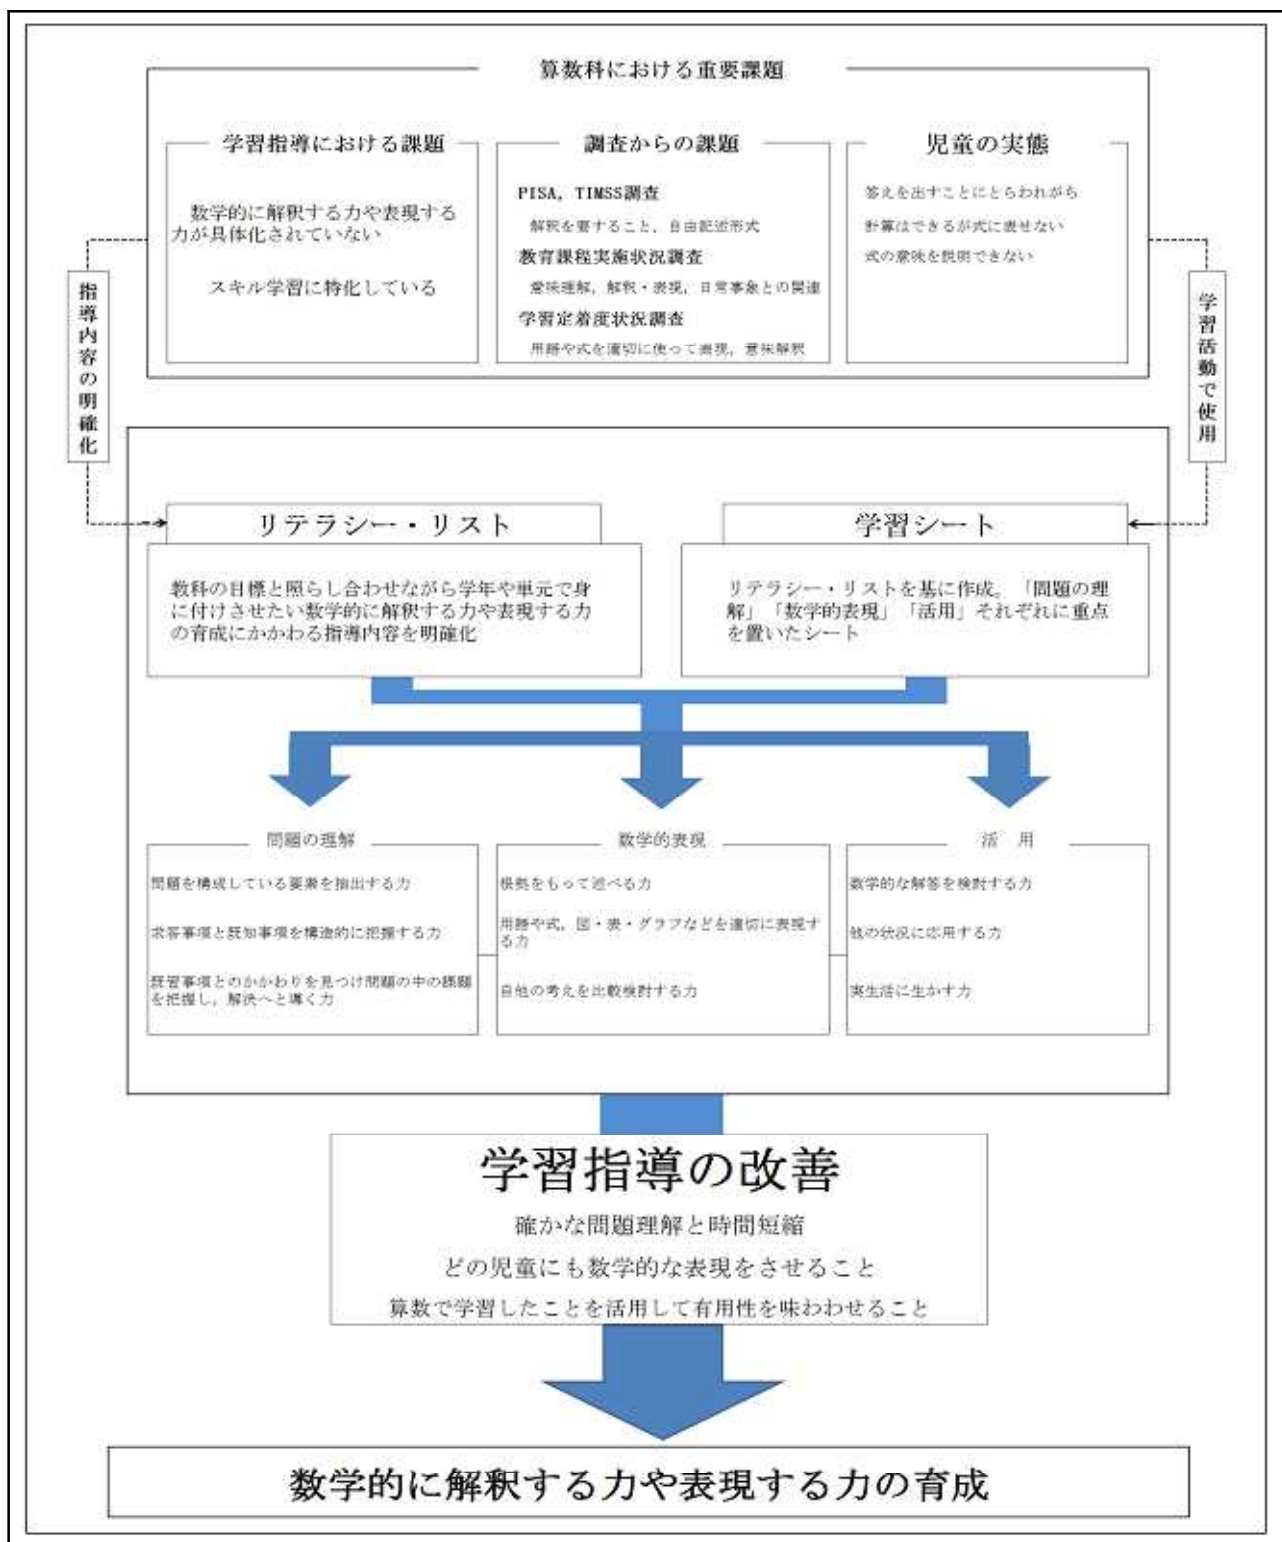 算数科における重要課題
学習指導における課題
数学的に解釈する力や表現する
力が具体化されていない
スキル学習に特化している
調査からの課題
PISA, TIMSS調査
解釈を要すること, 自由記述形式
教育課程実施状況調査
意味理解, 解釈・表現, 日常事象との関連
学習定着度状況調査
用語や式を適切に使って表現, 意味解釈
児童の実態
答えを出すことにとらわれがち
計算はできるが式に表せない
式の意味を説明できない
指導内容の明確化
学習活動で使用
リテラシー・リスト
教科の目標と照らし合わせながら学年や単元で身
に付けさせたい数学的に解釈する力や表現する力
の育成にかかわる指導内容を明確化
学習シート
リテラシー・リストを基に作成。「問題の理
解」「数学的表現」「活用」それぞれに重点
を置いたシート
問題の理解
問題を構成している要素を抽出する力
求答事項と既知事項を構造的に把握する力
既習事項とのかかわりを見つけ問題の中の課題
を把握し, 解決へと導く力
数学的表現
根拠をもって述べる力
用語や式, 図・表・グラフなどを適切に表現す
る力
自他の考えを比較検討する力
活 用
数学的な解答を検討する力
他の状況に応用する力
実生活に生かす力
学習指導の改善
確かな問題理解と時間短縮
どの児童にも数学的な表現をさせること
算数で学習したことを活用して有用性を味わわせること
数学的に解釈する力や表現する力の育成